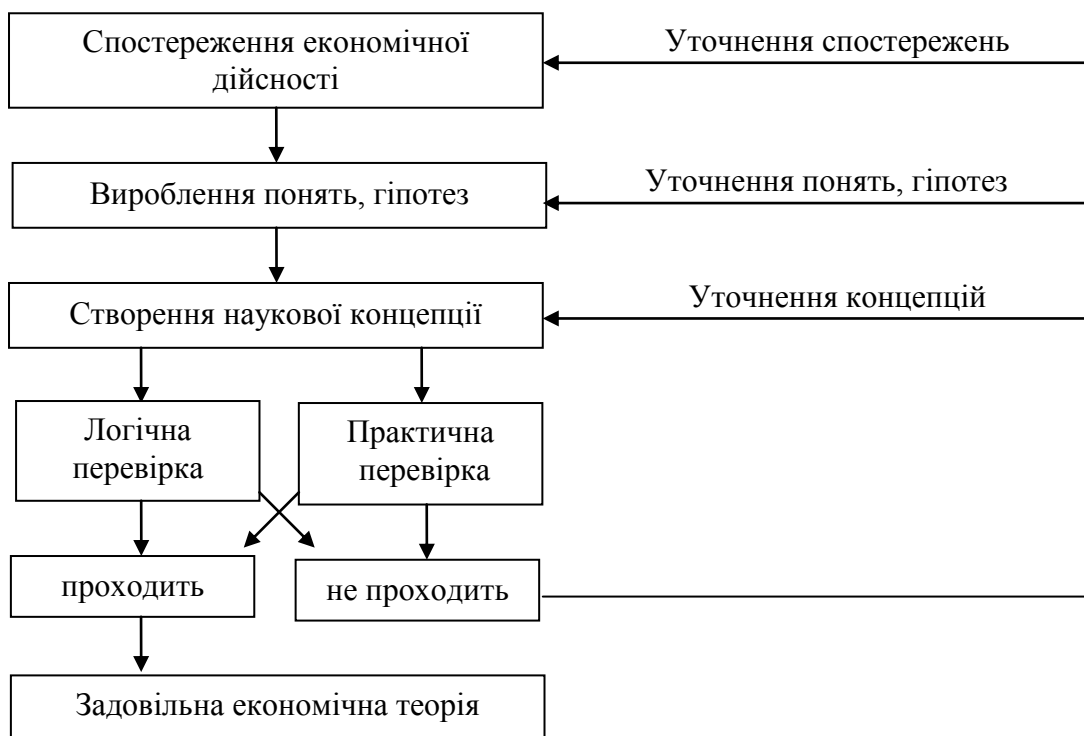 Спостереження економічної
дійсності
Уточнення спостережень
Вироблення понять, гіпотез
Уточнення понять, гіпотез
Створення наукової концепції
Уточнення концепцій
Логічна
перевірка
Практична
перевірка
проходить
не проходить
Задовільна економічна теорія